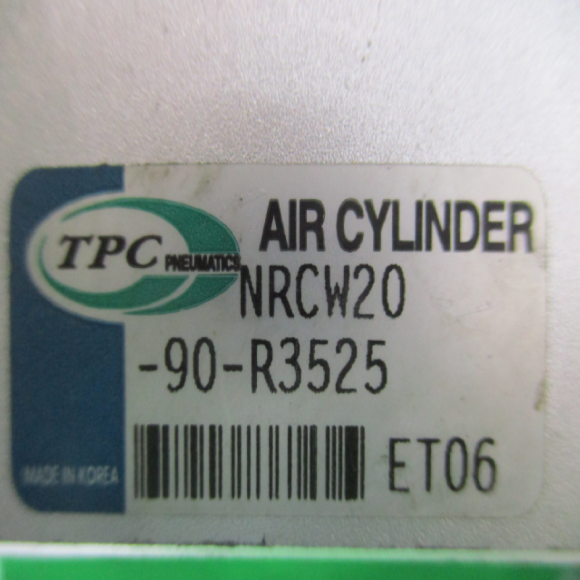 TPC
PNEUMATICS
AIR CYLINDER
NRCW20
-90-R3525
ET06
MADE IN KOREA